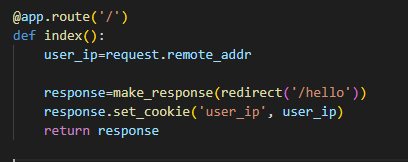 @app.route('/')
def index():
    user_ip=request.remote_addr

    response=make_response(redirect('/hello'))
    response.set_cookie('user_ip', user_ip)
    return response